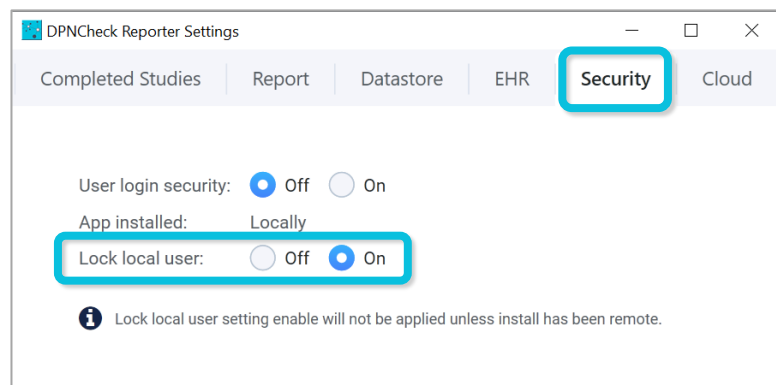 DPNCheck Reporter Settings
Completed Studies Report Datastore EHR Security Cloud
User login security: Off On
App installed: Locally
Lock local user: Off On
Lock local user setting enable will not be applied unless install has been remote.